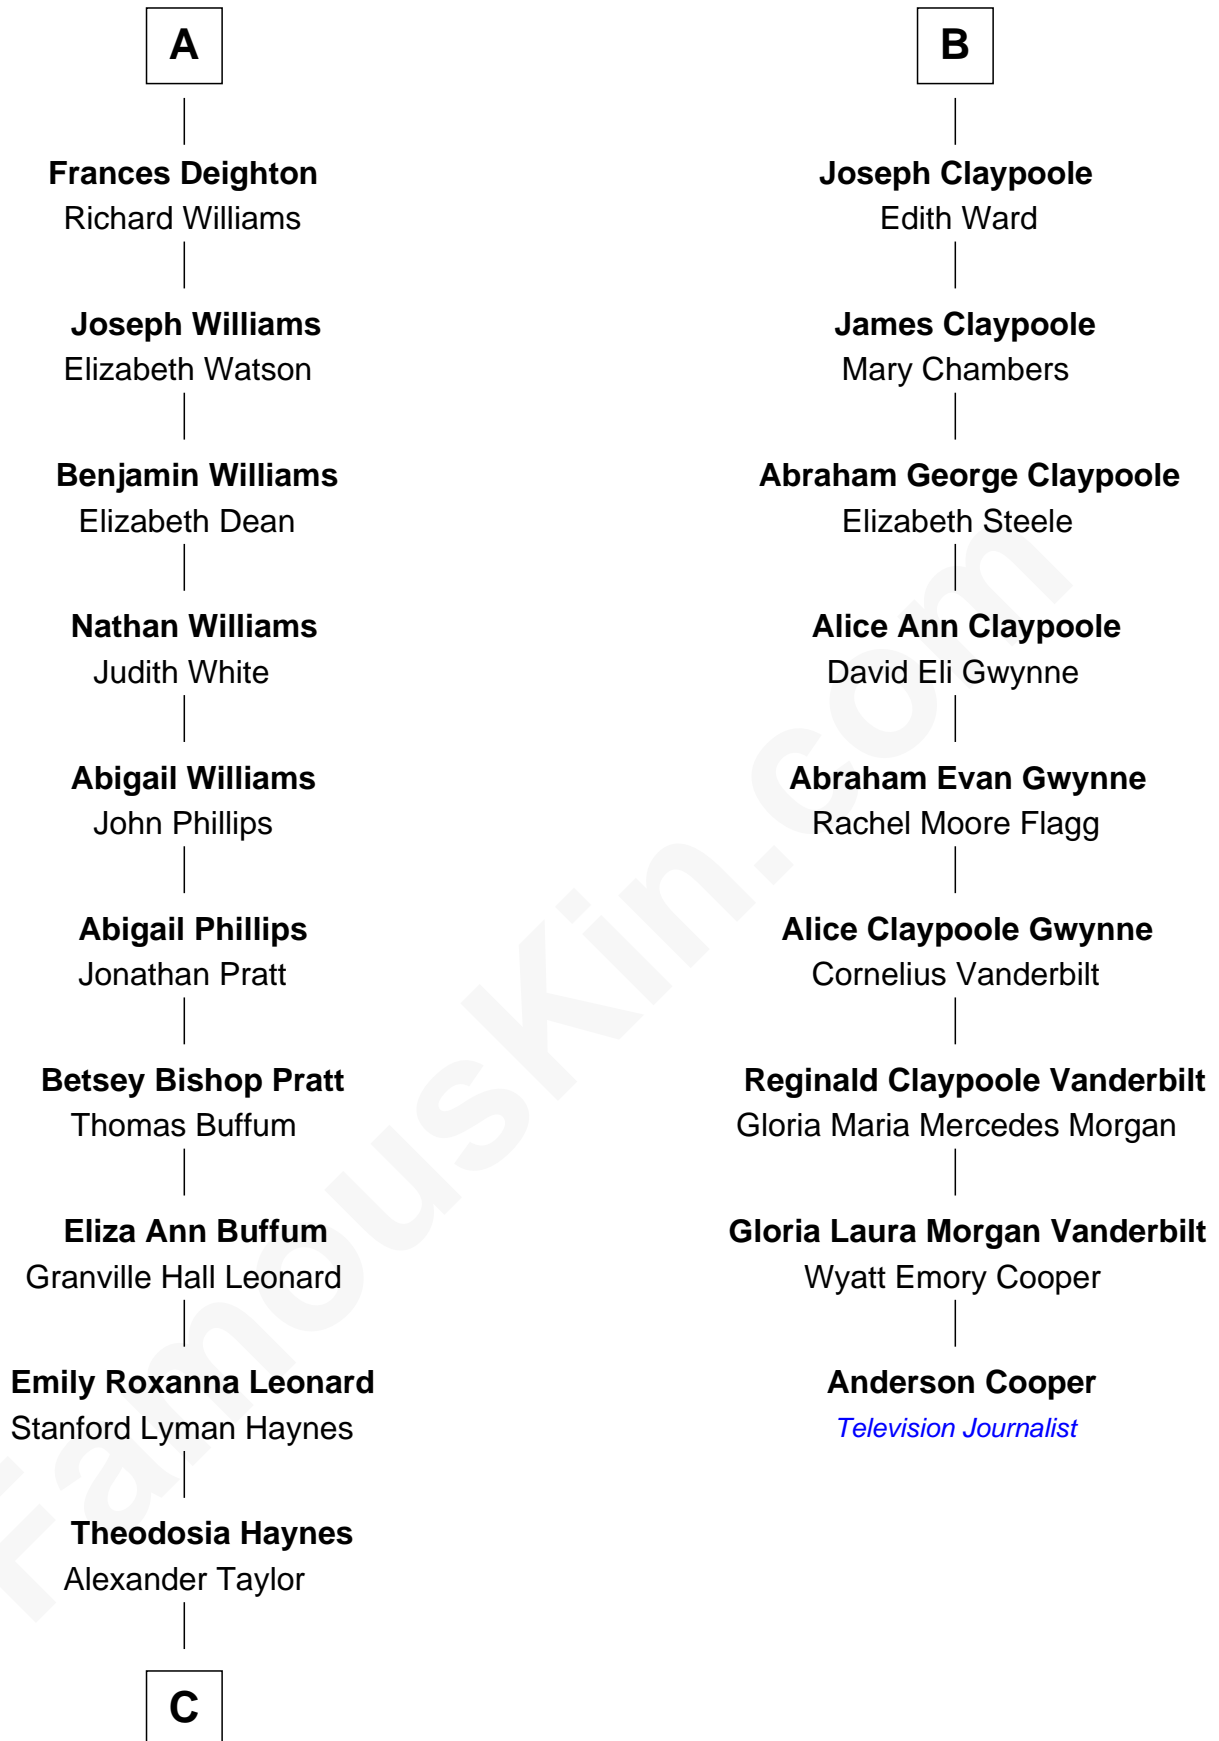 A
Frances Deighton
Richard Williams
Joseph Williams
Elizabeth Watson
Benjamin Williams
Elizabeth Dean
Nathan Williams
Judith White
Abigail Williams
John Phillips
Abigail Phillips
Jonathan Pratt
Betsey Bishop Pratt
Thomas Buffum
Eliza Ann Buffum
Granville Hall Leonard
Emily Roxanna Leonard
Stanford Lyman Haynes
Theodosia Haynes
Alexander Taylor
C
B
Joseph Claypoole
Edith Ward
James Claypoole
Mary Chambers
Abraham George Claypoole
Elizabeth Steele
Alice Ann Claypoole
David Eli Gwynne
Abraham Evan Gwynne
Rachel Moore Flagg
Alice Claypoole Gwynne
Cornelius Vanderbilt
Reginald Claypoole Vanderbilt
Gloria Maria Mercedes Morgan
Gloria Laura Morgan Vanderbilt
Wyatt Emory Cooper
Anderson Cooper
Television Journalist
FamousKin.com